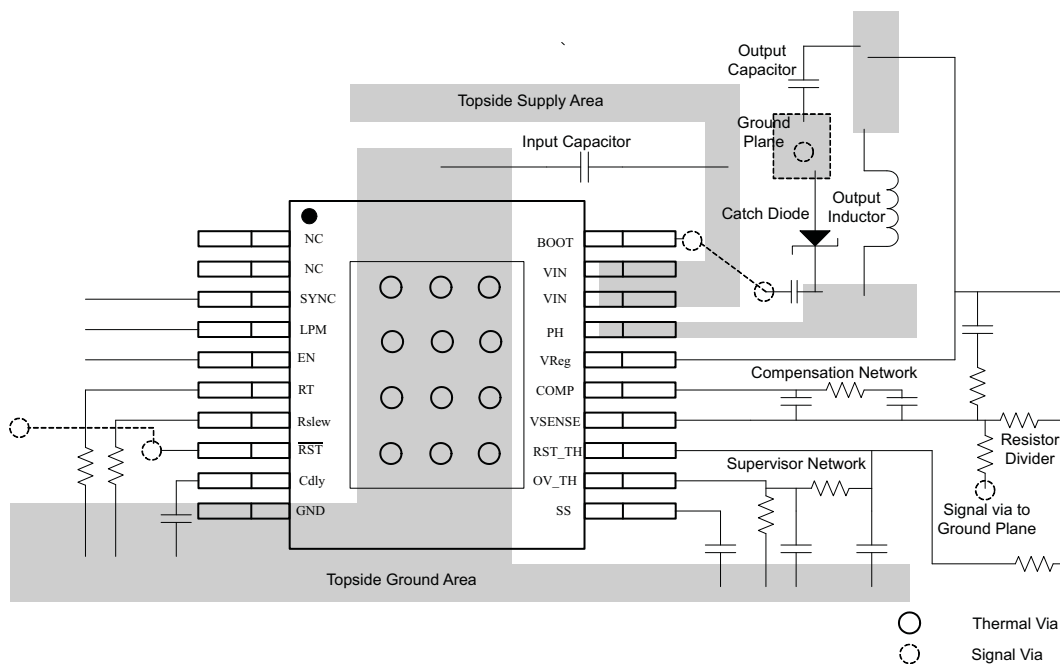 `
Output
Capacitor
Topside Supply Area
Ground
Plane
Input Capacitor
Catch Diode
Output
Inductor
NC
NC
SYNC
LPM
EN
RT
Rslew
RST
Cdly
GND
BOOT
VIN
VIN
PH
VReg
COMP
VSENSE
RST_TH
OV_TH
SS
Compensation Network
Resistor
Divider
Supervisor Network
Signal via to
Ground Plane
Topside Ground Area
Thermal Via
Signal Via